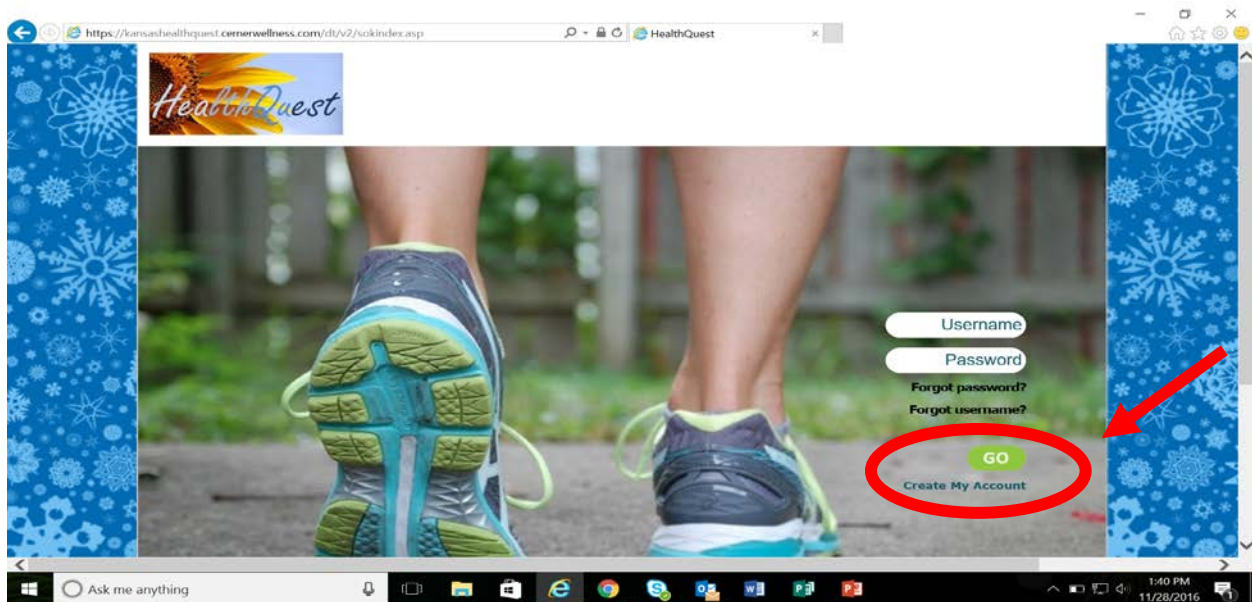 https://kansashealthquest.cernerwellness.com/dt/v2/sokindex.asp
HealthQuest
HealthQuest
Username
Password
Forgot password?
Forgot username?
GO
Create My Account
Ask me anything
1:40 PM
11/28/2016